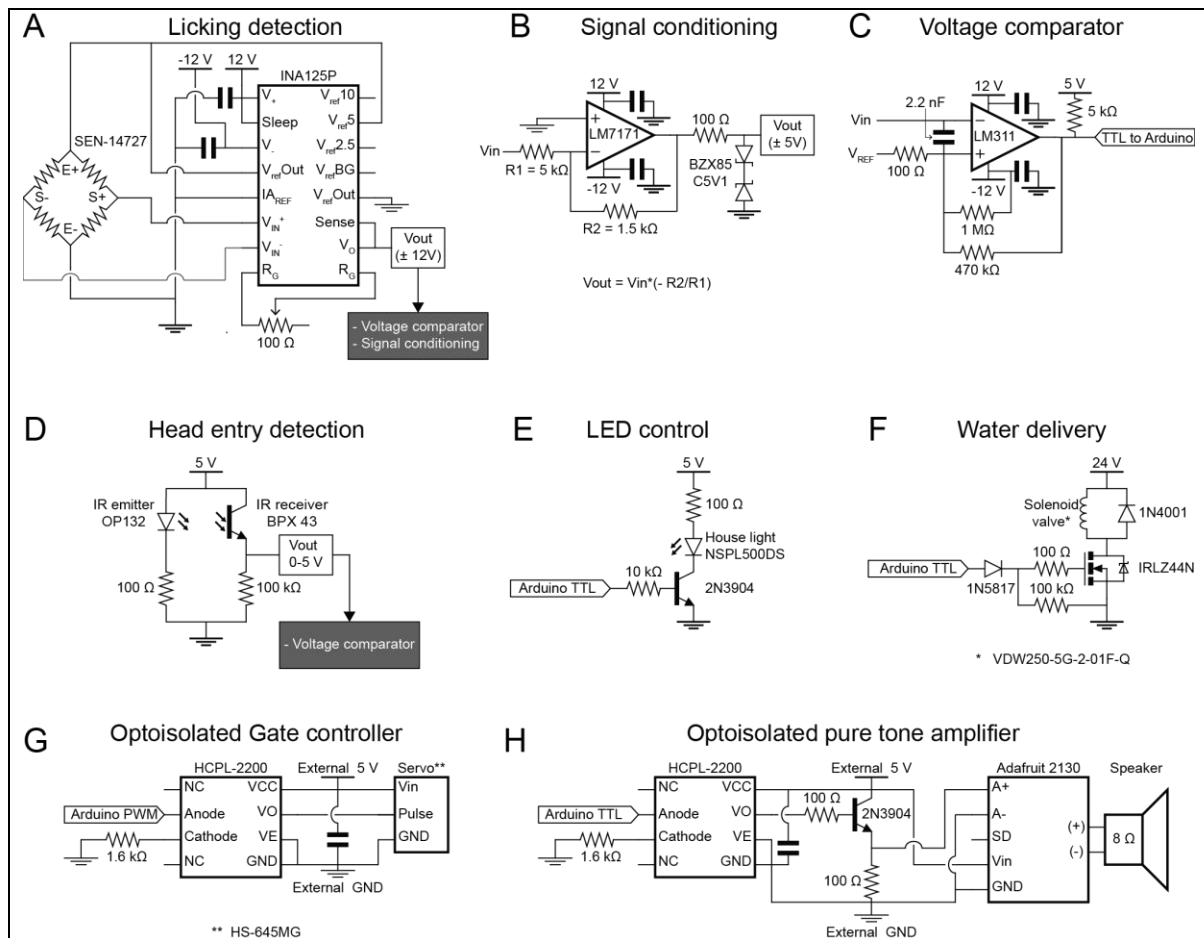 A Licking detection
-12 V 12 V
INA125P
V+ Vref10
Sleep Vref5
SEN-14727
V- Vref2.5
VrefOut VrefBG
E+
S- S+
E-
IAREF VrefOut
VIN+ Sense
VIN- VO
RG RG
Vout
(± 12V)
100 Ω
- Voltage comparator
- Signal conditioning
B Signal conditioning
12 V
+
LM7171
−
Vin
R1 = 5 kΩ
-12 V
R2 = 1.5 kΩ
100 Ω
Vout
(± 5V)
BZX85
C5V1
Vout = Vin*(- R2/R1)
C Voltage comparator
12 V
5 V
2.2 nF
5 kΩ
Vin
−
LM311
+
TTL to Arduino
VREF
100 Ω
-12 V
1 MΩ
470 kΩ
D Head entry detection
5 V
IR emitter
OP132
IR receiver
BPX 43
Vout
0-5 V
100 Ω
100 kΩ
- Voltage comparator
E LED control
5 V
100 Ω
House light
NSPL500DS
10 kΩ
Arduino TTL
2N3904
F Water delivery
24 V
Solenoid
valve*
1N4001
100 Ω
Arduino TTL
IRLZ44N
1N5817
100 kΩ
* VDW250-5G-2-01F-Q
G Optoisolated Gate controller
HCPL-2200
External 5 V
Servo**
NC VCC
Vin
Arduino PWM
Anode VO
Pulse
Cathode VE
GND
1.6 kΩ
NC GND
External GND
** HS-645MG
H Optoisolated pure tone amplifier
HCPL-2200
External 5 V
Adafruit 2130
Speaker
NC VCC
A+
100 Ω
2N3904
Arduino TTL
Anode VO
A-
Cathode VE
SD
(+)
8 Ω
(-)
1.6 kΩ
NC GND
Vin
100 Ω
GND
External GND